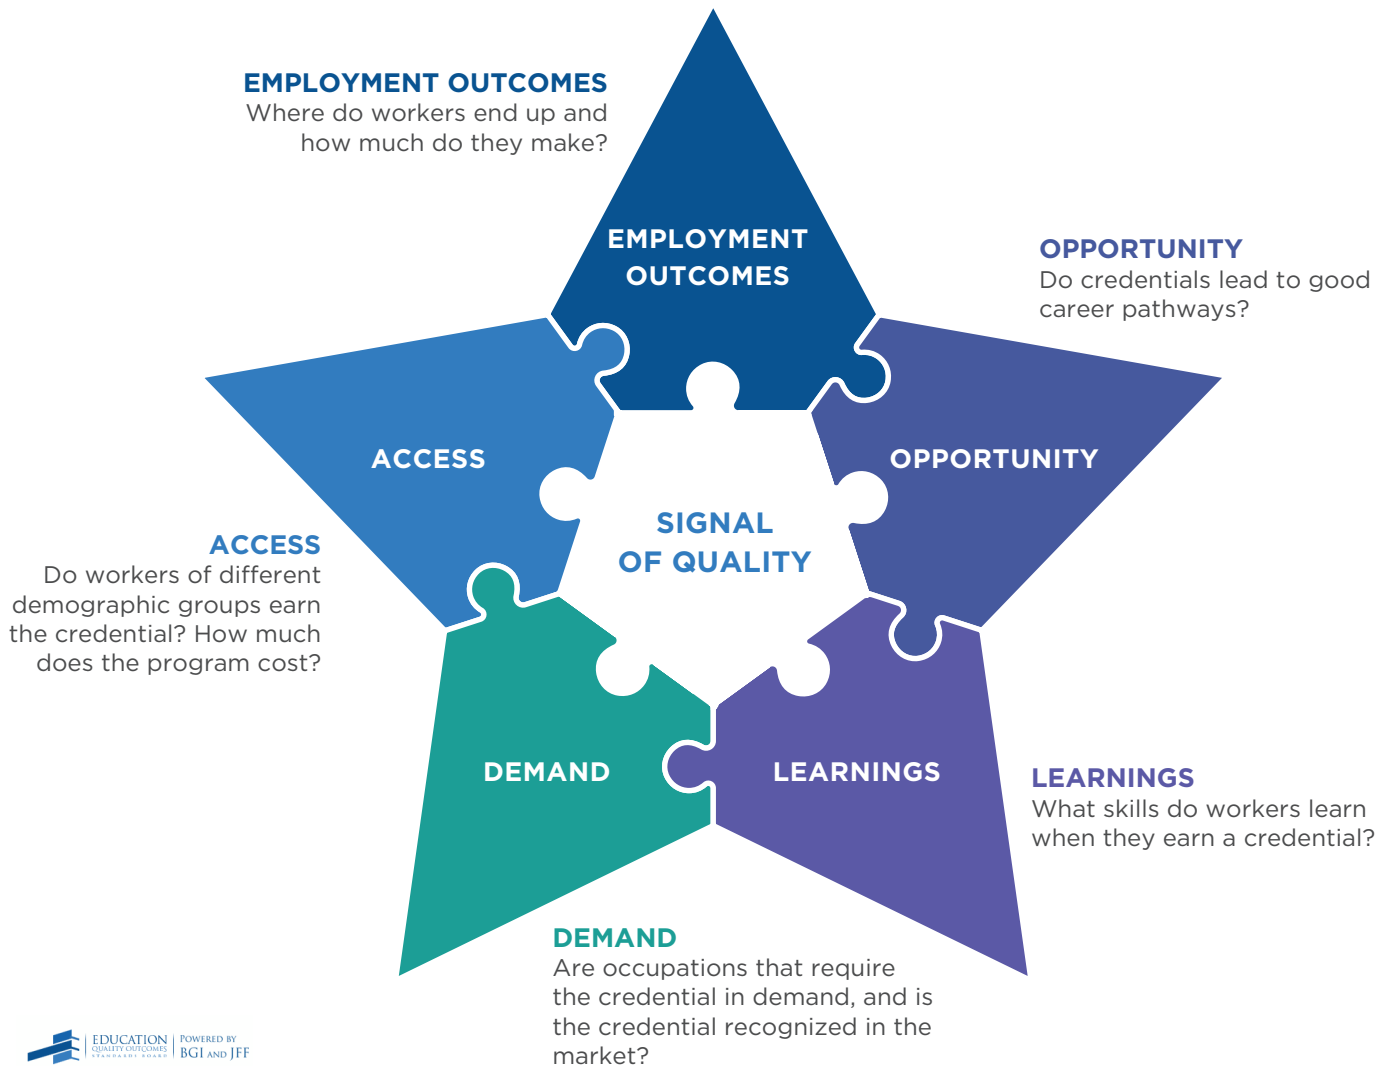 EMPLOYMENT OUTCOMES
Where do workers end up and
how much do they make?
EMPLOYMENT
OUTCOMES
OPPORTUNITY
Do credentials lead to good
career pathways?
ACCESS
OPPORTUNITY
SIGNAL
OF QUALITY
ACCESS
Do workers of different
demographic groups earn
the credential? How much
does the program cost?
DEMAND
LEARNINGS
LEARNINGS
What skills do workers learn
when they earn a credential?
DEMAND
Are occupations that require
the credential in demand, and is
the credential recognized in the
market?
EDUCATION
QUALITY OUTCOMES
STANDARDS BOARD
POWERED BY
BGI AND JFF